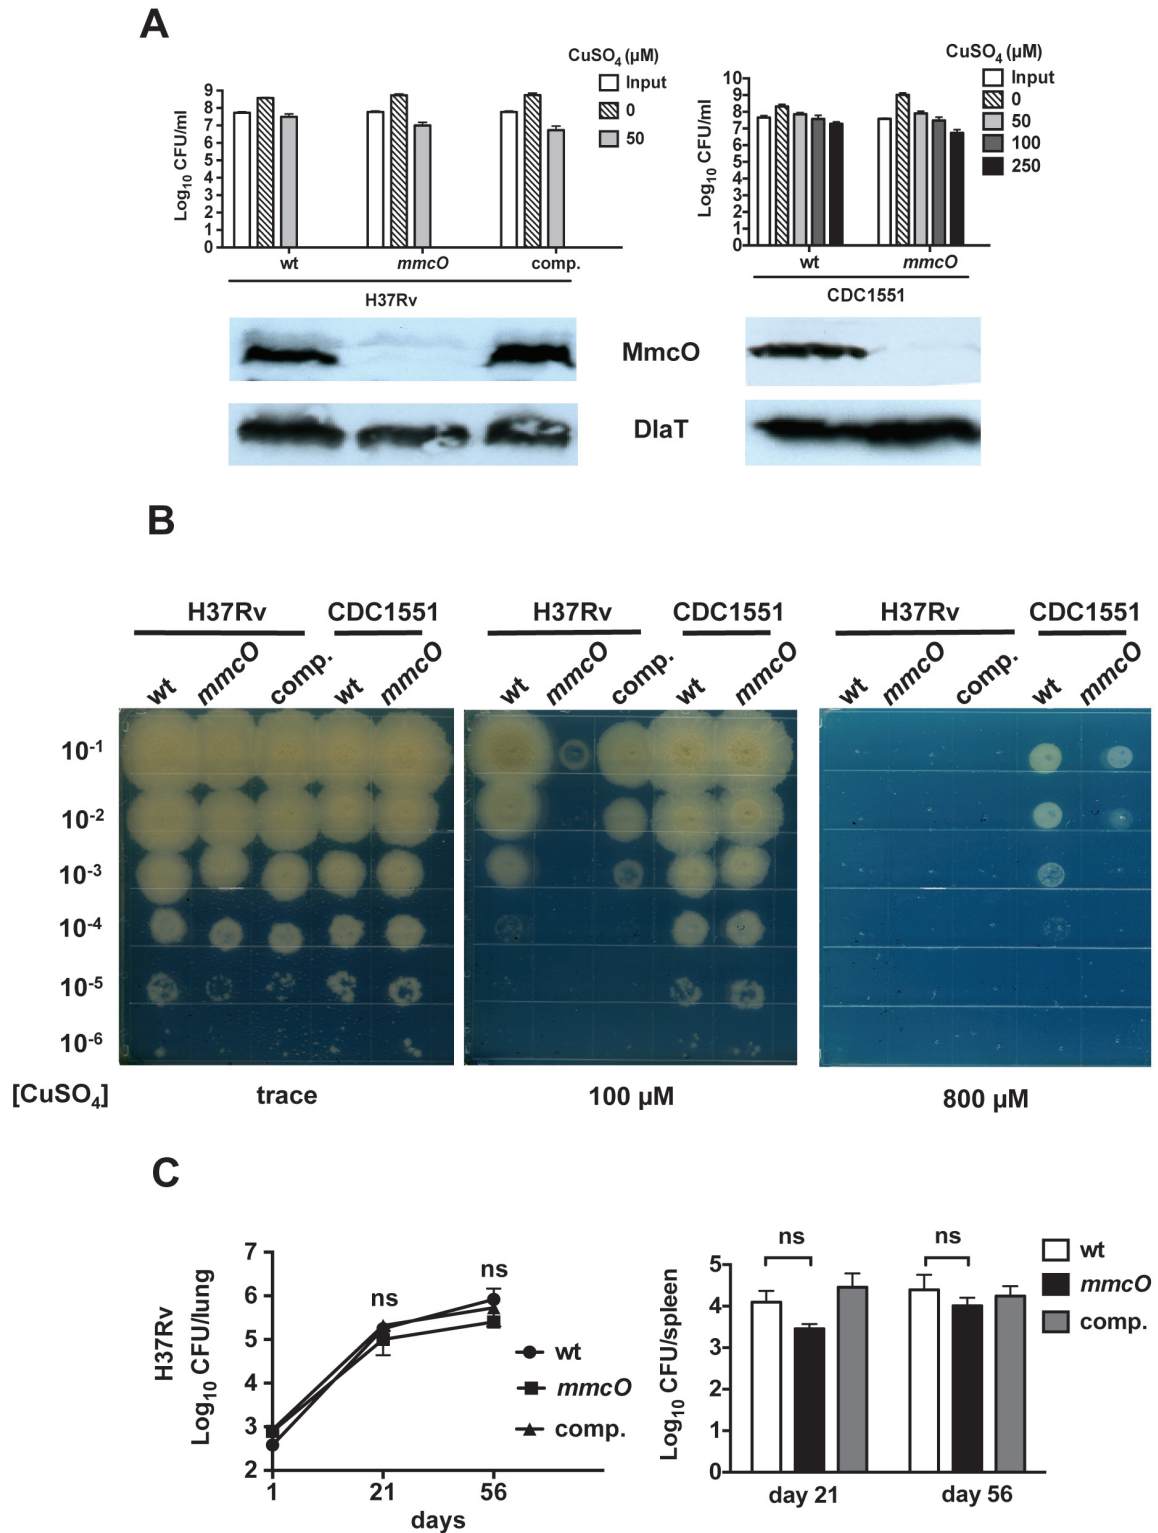 A
CuSO4 (µM)
Input
0
50
Log10 CFU/ml
9
8
7
6
5
4
3
2
1
0
wt
mmcO
comp.
H37Rv
CuSO4 (µM)
Input
0
50
100
250
Log10 CFU/ml
10
9
8
7
6
5
4
3
2
1
0
wt
mmcO
CDC1551
MmcO
DlaT
B
H37Rv CDC1551
wt mmcO comp. wt mmcO
H37Rv CDC1551
wt mmcO comp. wt mmcO
H37Rv CDC1551
wt mmcO comp. wt mmcO
10-1
10-2
10-3
10-4
10-5
10-6
[CuSO4] trace 100 µM 800 µM
C
H37Rv
Log10 CFU/lung
7
6
5
4
3
2
ns
ns
wt
mmcO
comp.
1 21 56
days
Log10 CFU/spleen
5
4
3
2
1
0
ns
ns
wt
mmcO
comp.
day 21 day 56